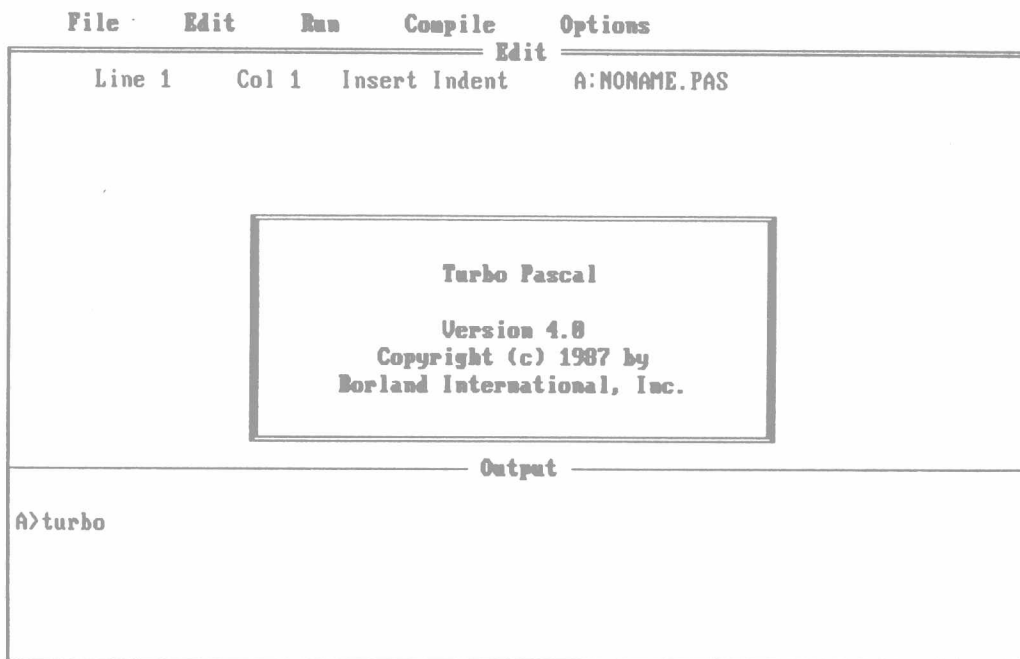 File Edit Run Compile Options
Edit
Line 1 Col 1 Insert Indent A:NONAME.PAS
Turbo Pascal
Version 4.0
Copyright (c) 1987 by
Borland International, Inc.
Output
A>turbo